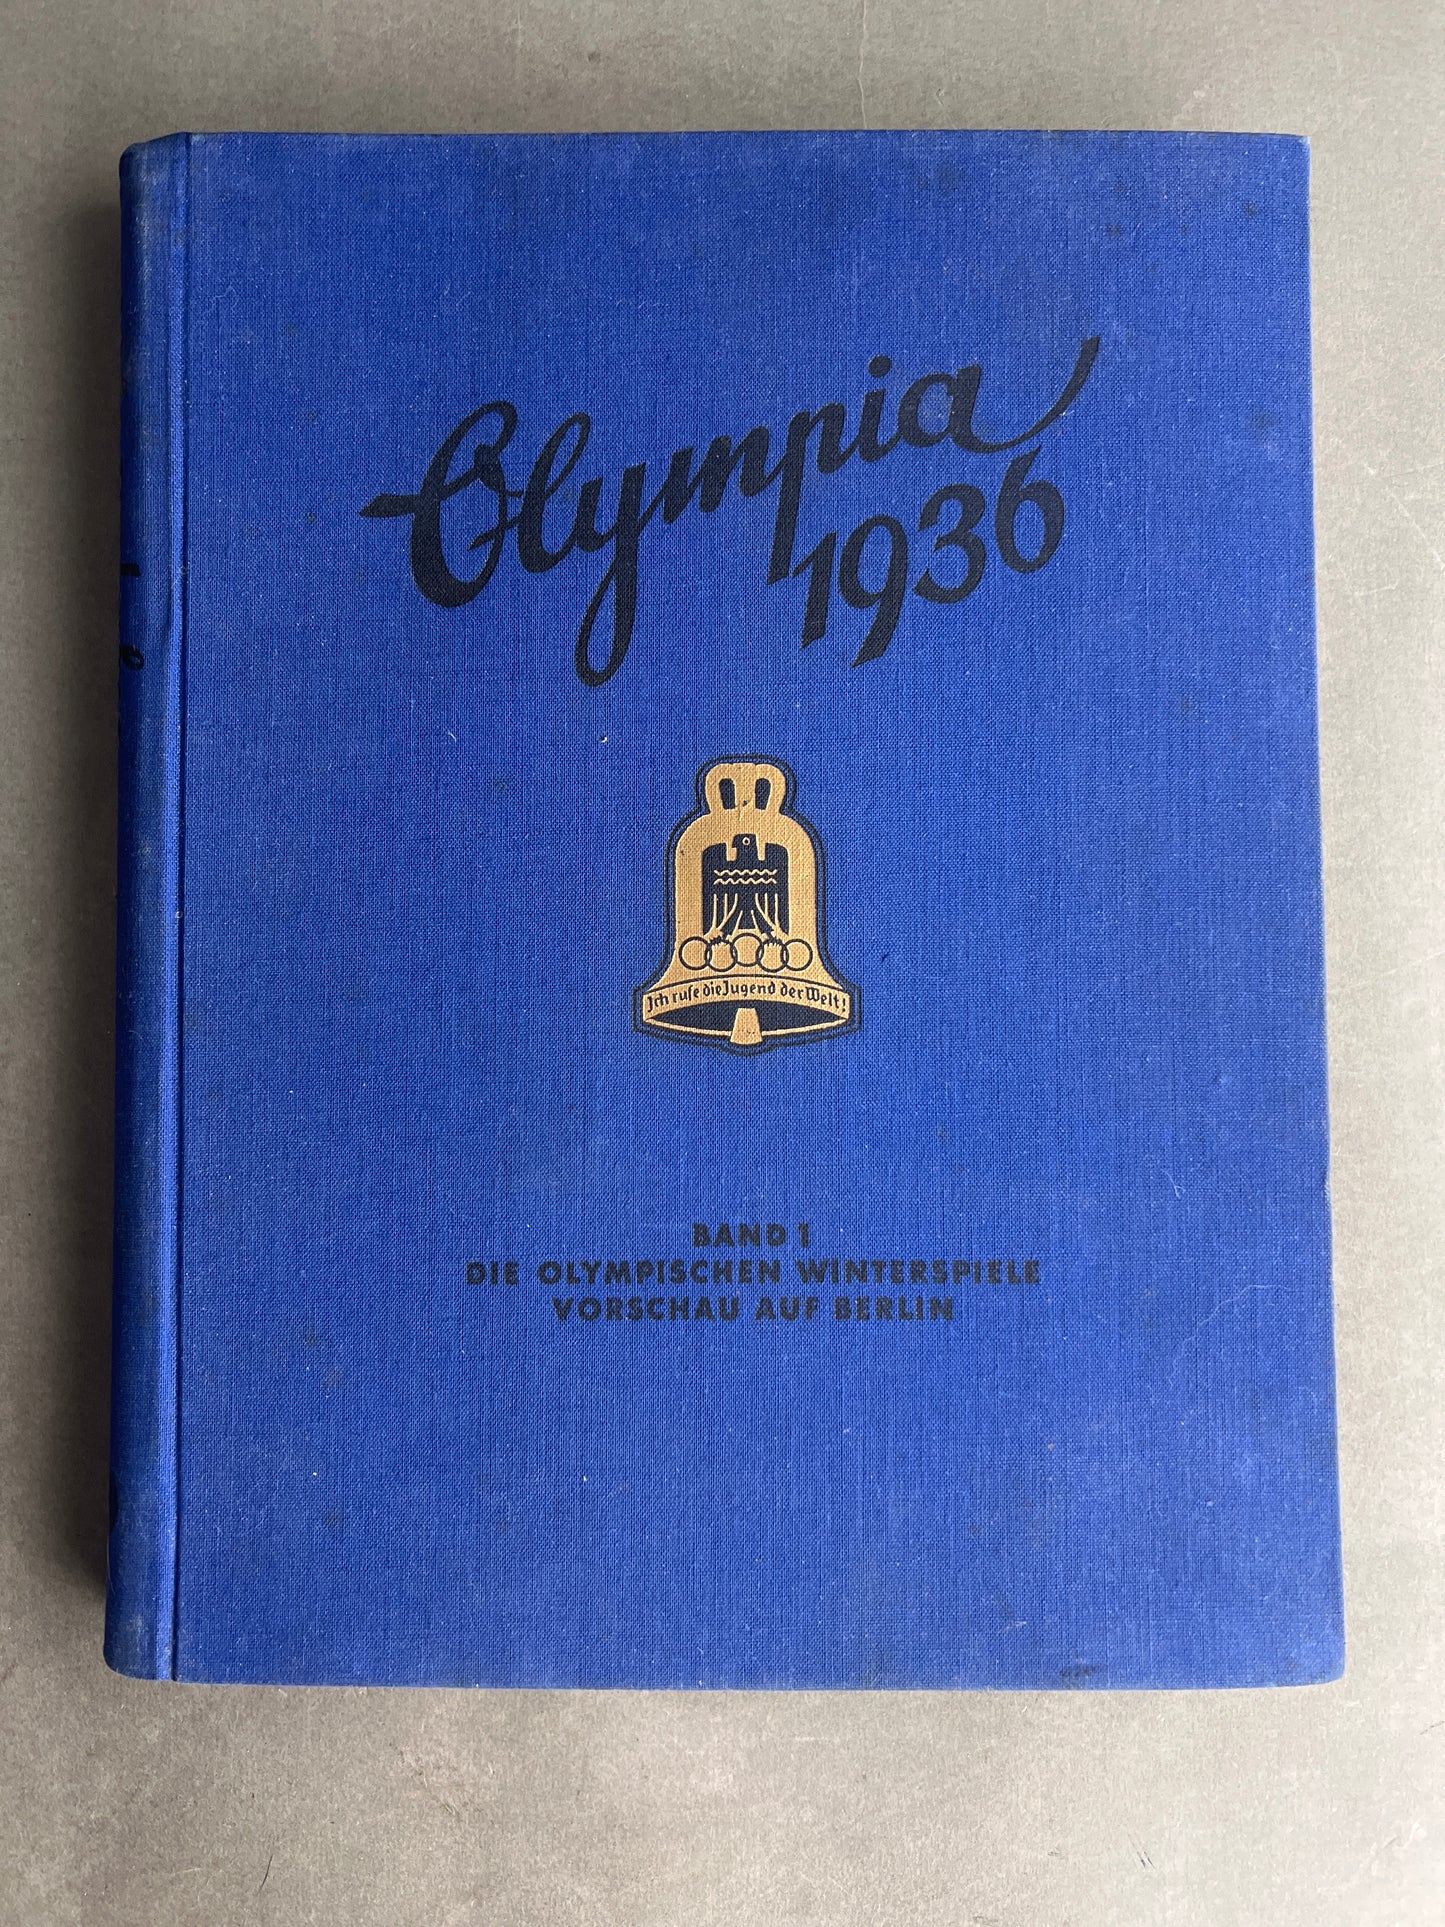 Olympia
1936
Ich rufe die Jugend der Welt!
BAND 1
DIE OLYMPISCHEN WINTERSPIELE
VORSCHAU AUF BERLIN